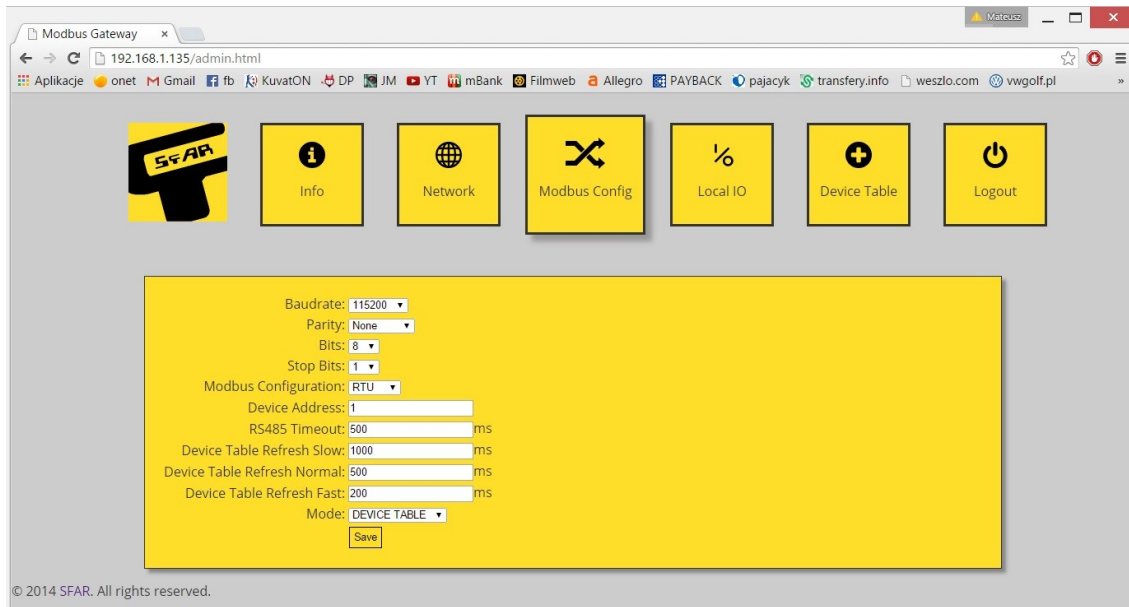 Mateusz
Modbus Gateway
192.168.1.135/admin.html
Aplikacje onet Gmail fb KuvatON DP JM YT mBank Filmweb Allegro PAYBACK pajacyk transfery.info weszlo.com vwgolf.pl »
SFAR
Info
Network
Modbus Config
I/O
Local IO
Device Table
Logout
Baudrate: 115200
Parity: None
Bits: 8
Stop Bits: 1
Modbus Configuration: RTU
Device Address: 1
RS485 Timeout: 500 ms
Device Table Refresh Slow: 1000 ms
Device Table Refresh Normal: 500 ms
Device Table Refresh Fast: 200 ms
Mode: DEVICE TABLE
Save
© 2014 SFAR. All rights reserved.